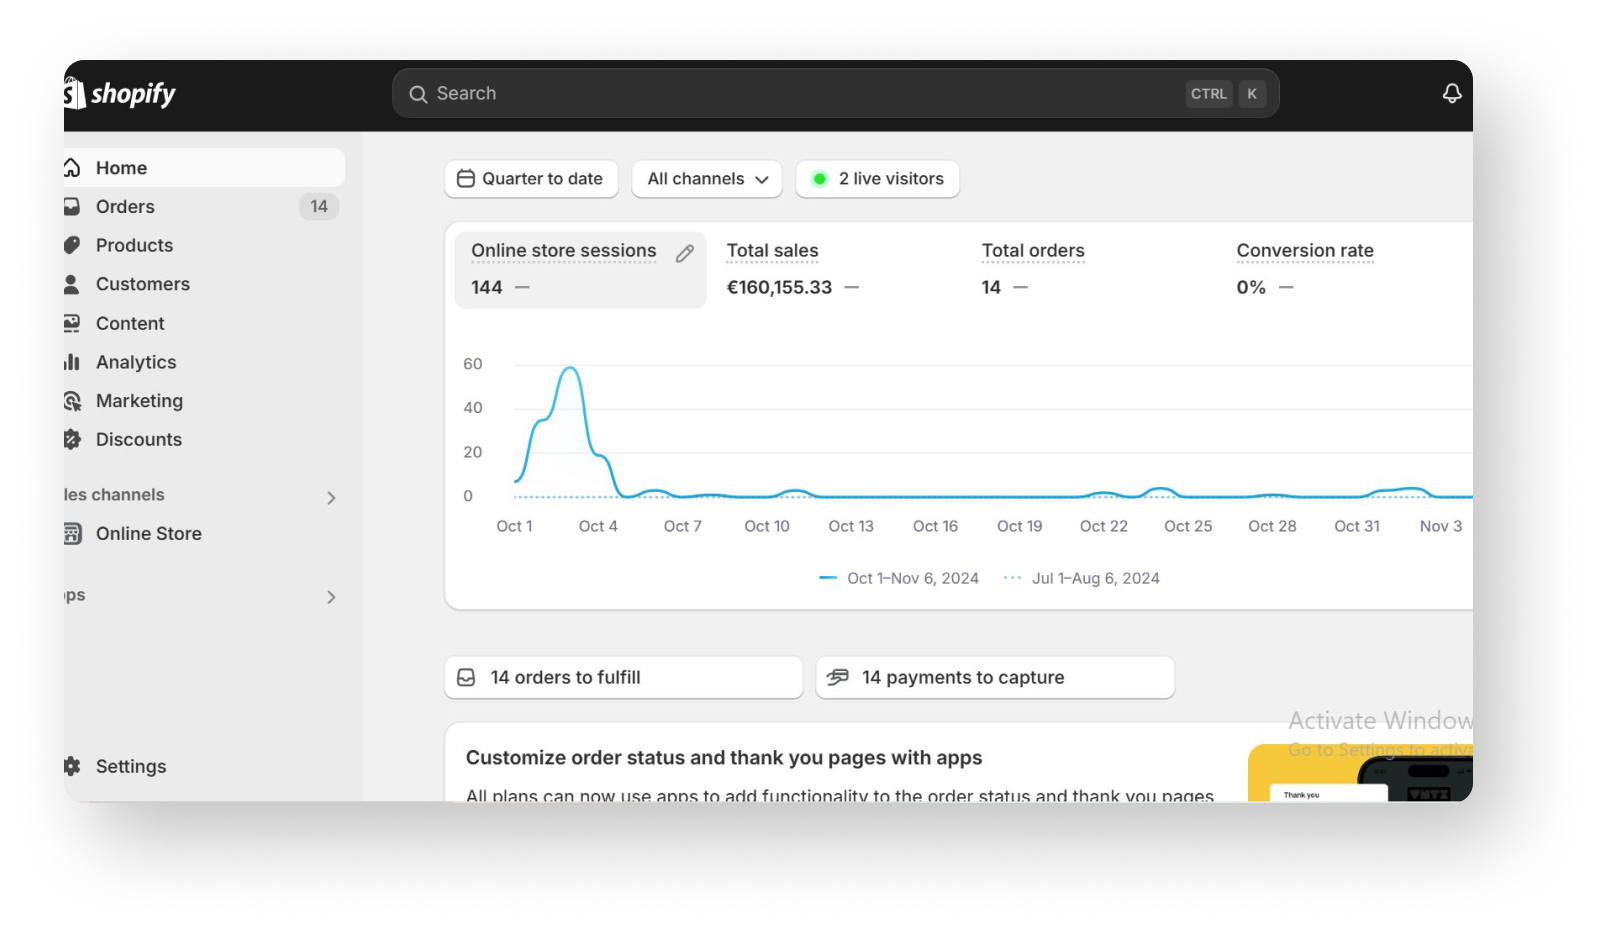 shopify
Search
CTRL K
Home
Orders 14
Products
Customers
Content
Analytics
Marketing
Discounts
les channels
Online Store
ps
Settings
Quarter to date
All channels
2 live visitors
Online store sessions
144 —
Total sales
€160,155.33 —
Total orders
14 —
Conversion rate
0% —
60
40
20
0
Oct 1 Oct 4 Oct 7 Oct 10 Oct 13 Oct 16 Oct 19 Oct 22 Oct 25 Oct 28 Oct 31 Nov 3
Oct 1–Nov 6, 2024 Jul 1–Aug 6, 2024
14 orders to fulfill
14 payments to capture
Customize order status and thank you pages with apps
All plans can now use apps to add functionality to the order status and thank you pages
Activate Window
Go to Settings to activa
Thank you